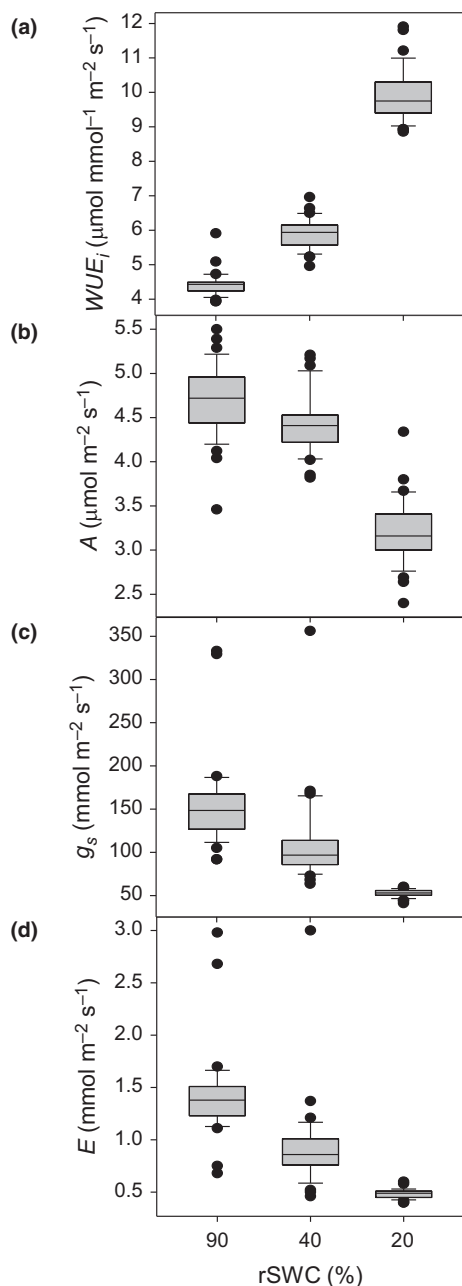 (a)
WUEᵢ (μmol mmol⁻¹ m⁻² s⁻¹)
12
11
10
9
8
7
6
5
4
(b)
A (μmol m⁻² s⁻¹)
5.5
5.0
4.5
4.0
3.5
3.0
2.5
(c)
gₛ (mmol m⁻² s⁻¹)
350
300
250
200
150
100
50
(d)
E (mmol m⁻² s⁻¹)
3.0
2.5
2.0
1.5
1.0
0.5
90 40 20
rSWC (%)